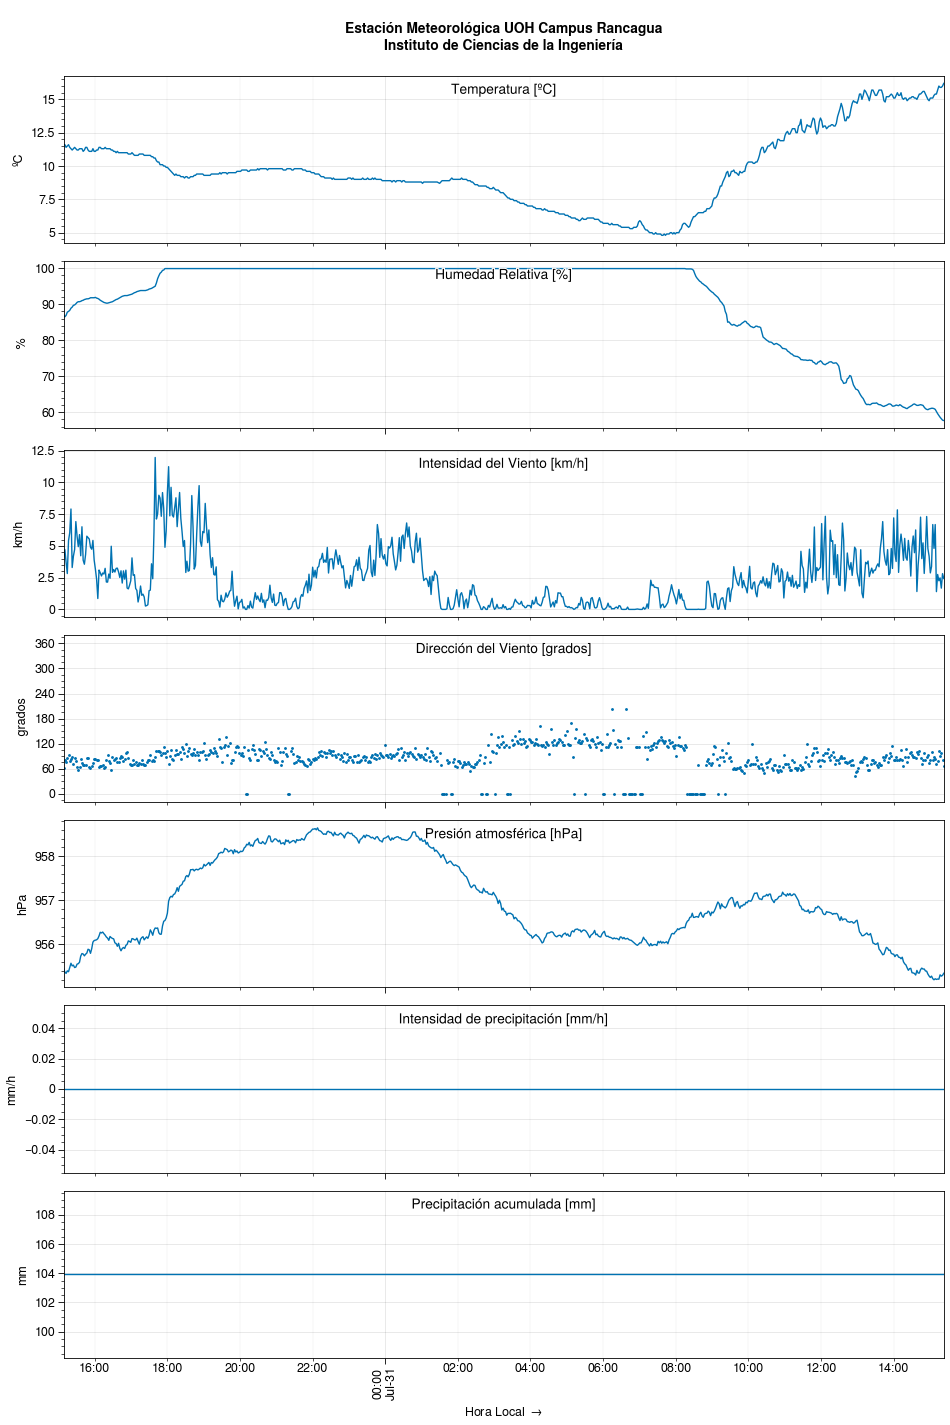 Estación Meteorológica UOH Campus Rancagua
Instituto de Ciencias de la Ingeniería
Temperatura [ºC]
15
12.5
10
7.5
5
ºC
Humedad Relativa [%]
100
90
80
70
60
%
Intensidad del Viento [km/h]
12.5
10
7.5
5
2.5
0
km/h
Dirección del Viento [grados]
360
300
240
180
120
60
0
grados
Presión atmosférica [hPa]
958
957
956
hPa
Intensidad de precipitación [mm/h]
0.04
0.02
0
−0.02
−0.04
mm/h
Precipitación acumulada [mm]
108
106
104
102
100
mm
16:00 18:00 20:00 22:00 00:00 02:00 04:00 06:00 08:00 10:00 12:00 14:00
Jul-31
Hora Local →